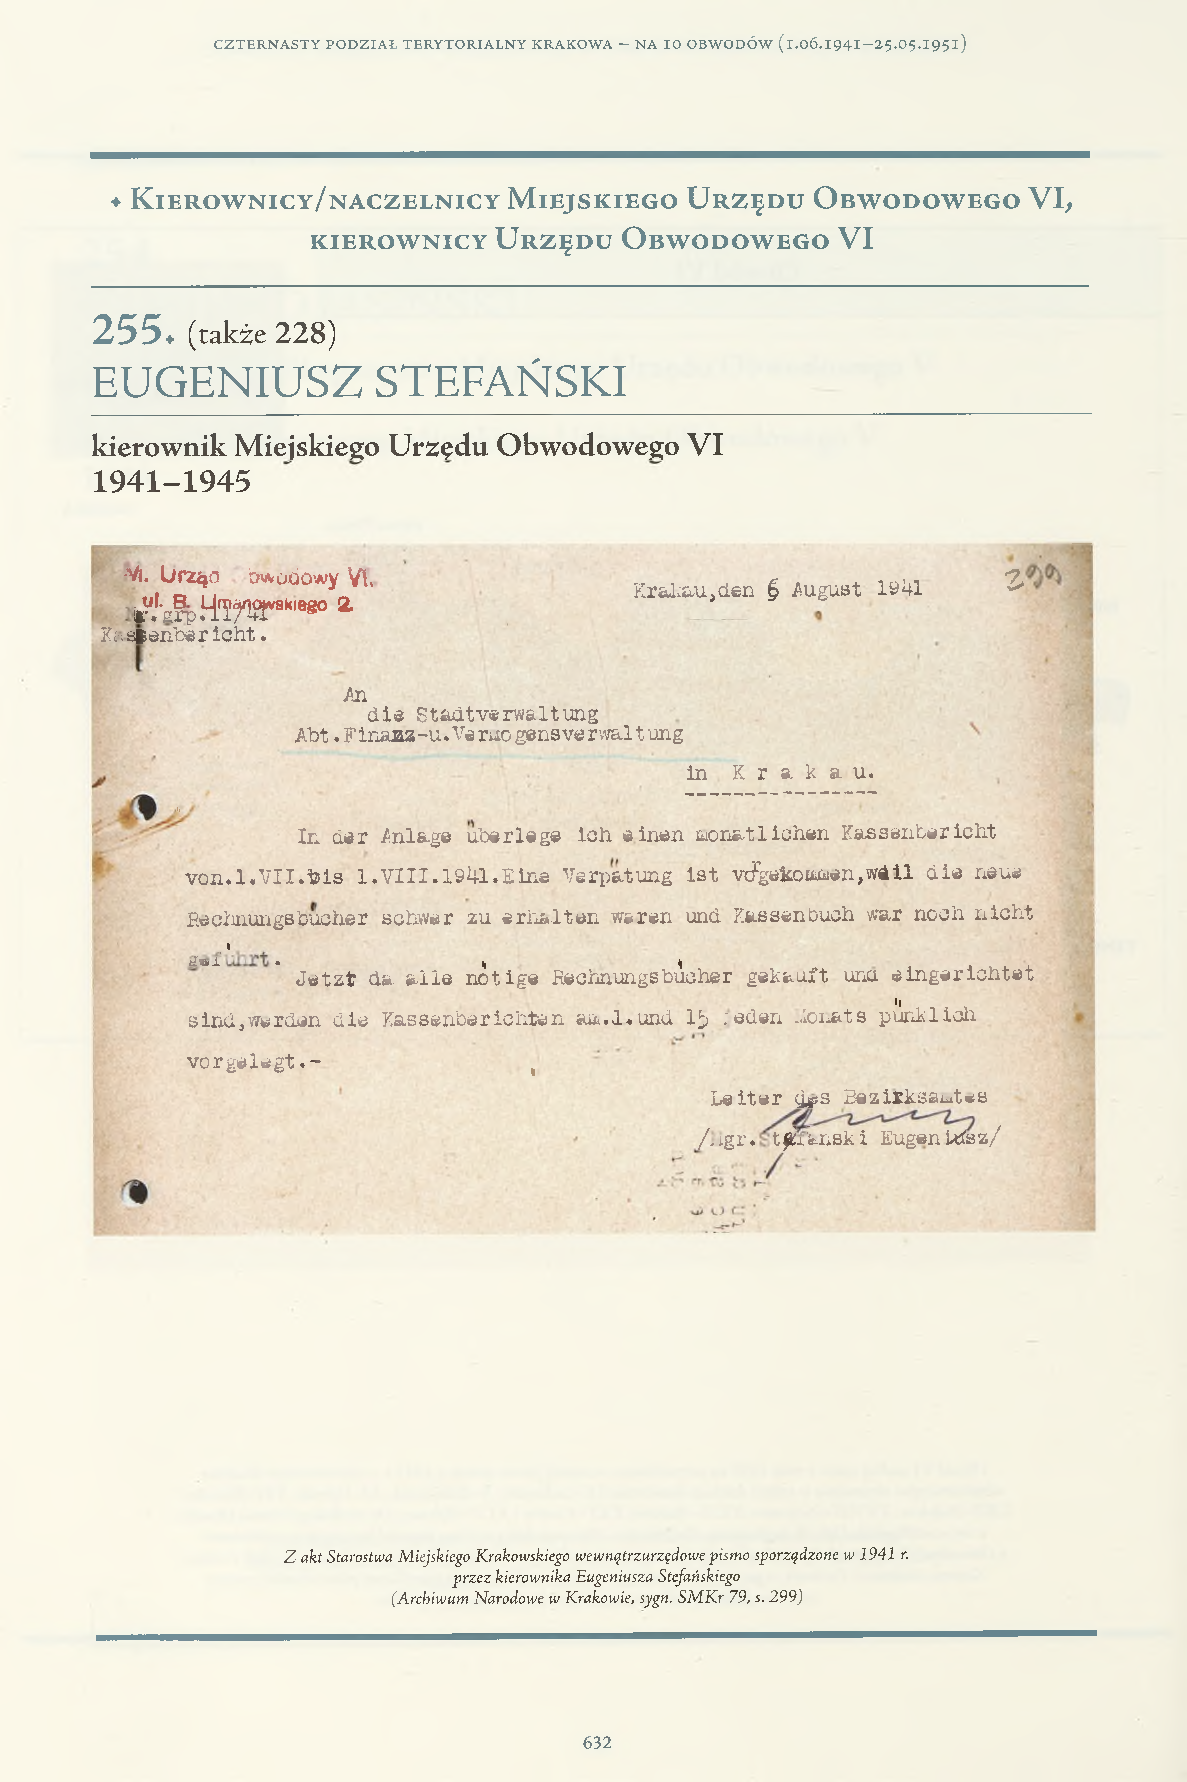 CZTERNASTY PODZIAŁ TERYTORIALNY KRAKOWA – NA 10 OBWODÓW (1.06.1941–25.05.1951)
◆ Kierownicy/naczelnicy Miejskiego Urzędu Obwodowego VI,
kierownicy Urzędu Obwodowego VI
255. (także 228)
EUGENIUSZ STEFAŃSKI
kierownik Miejskiego Urzędu Obwodowego VI
1941–1945
M. Urząd Obwodowy VI.
ul. B. Limanowskiego 2
Nr.grp.11/41
Kassenbericht.
Krakau,den 6 August 1941
299
An
die Stadtverwaltung
Abt.Finanz-u.Vermogensverwaltung
in K r a k a u.
In der Anlage überlege ich einen monatlichen Kassenbericht
von.1.VII.bis 1.VIII.1941.Eine Verpätung ist vorgekommen,weil die neue
Rechnungsbücher schwer zu erhalten waren und Kassenbuch war noch nicht
geführt.
Jetzt da alle nötige Rechnungsbücher gekauft und eingerichtet
sind,werden die Kassenberichten am.1.und 15 jeden Monats pünklich
vorgelegt.-
Leiter des Bezirksamtes
/Mgr.Stefanski Eugeniusz/
Z akt Starostwa Miejskiego Krakowskiego wewnątrzurzędowe pismo sporządzone w 1941 r.
przez kierownika Eugeniusza Stefańskiego
(Archiwum Narodowe w Krakowie, sygn. SMKr 79, s. 299)
632